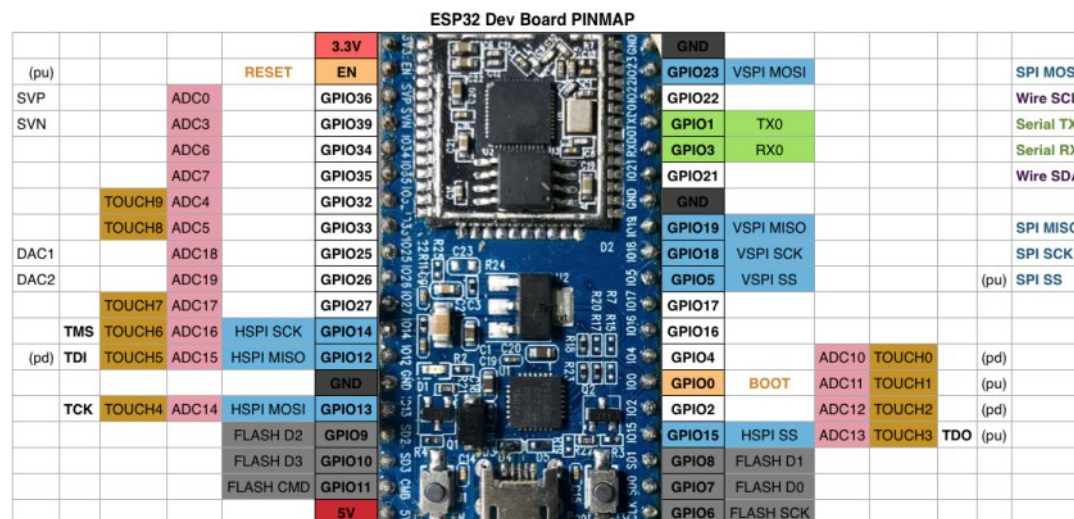 ESP32 Dev Board PINMAP
3.3V GND
(pu) RESET EN GPIO23 VSPI MOSI SPI MOS
SVP ADC0 GPIO36 GPIO22 Wire SCL
SVN ADC3 GPIO39 GPIO1 TX0 Serial TX
ADC6 GPIO34 GPIO3 RX0 Serial RX
ADC7 GPIO35 GPIO21 Wire SDA
TOUCH9 ADC4 GPIO32 GND
TOUCH8 ADC5 GPIO33 GPIO19 VSPI MISO SPI MISO
DAC1 ADC18 GPIO25 GPIO18 VSPI SCK SPI SCK
DAC2 ADC19 GPIO26 GPIO5 VSPI SS (pu) SPI SS
TOUCH7 ADC17 GPIO27 GPIO17
TMS TOUCH6 ADC16 HSPI SCK GPIO14 GPIO16
(pd) TDI TOUCH5 ADC15 HSPI MISO GPIO12 GPIO4 ADC10 TOUCH0 (pd)
GND GPIO0 BOOT ADC11 TOUCH1 (pu)
TCK TOUCH4 ADC14 HSPI MOSI GPIO13 GPIO2 ADC12 TOUCH2 (pd)
FLASH D2 GPIO9 GPIO15 HSPI SS ADC13 TOUCH3 TDO (pu)
FLASH D3 GPIO10 GPIO8 FLASH D1
FLASH CMD GPIO11 GPIO7 FLASH D0
5V GPIO6 FLASH SCK